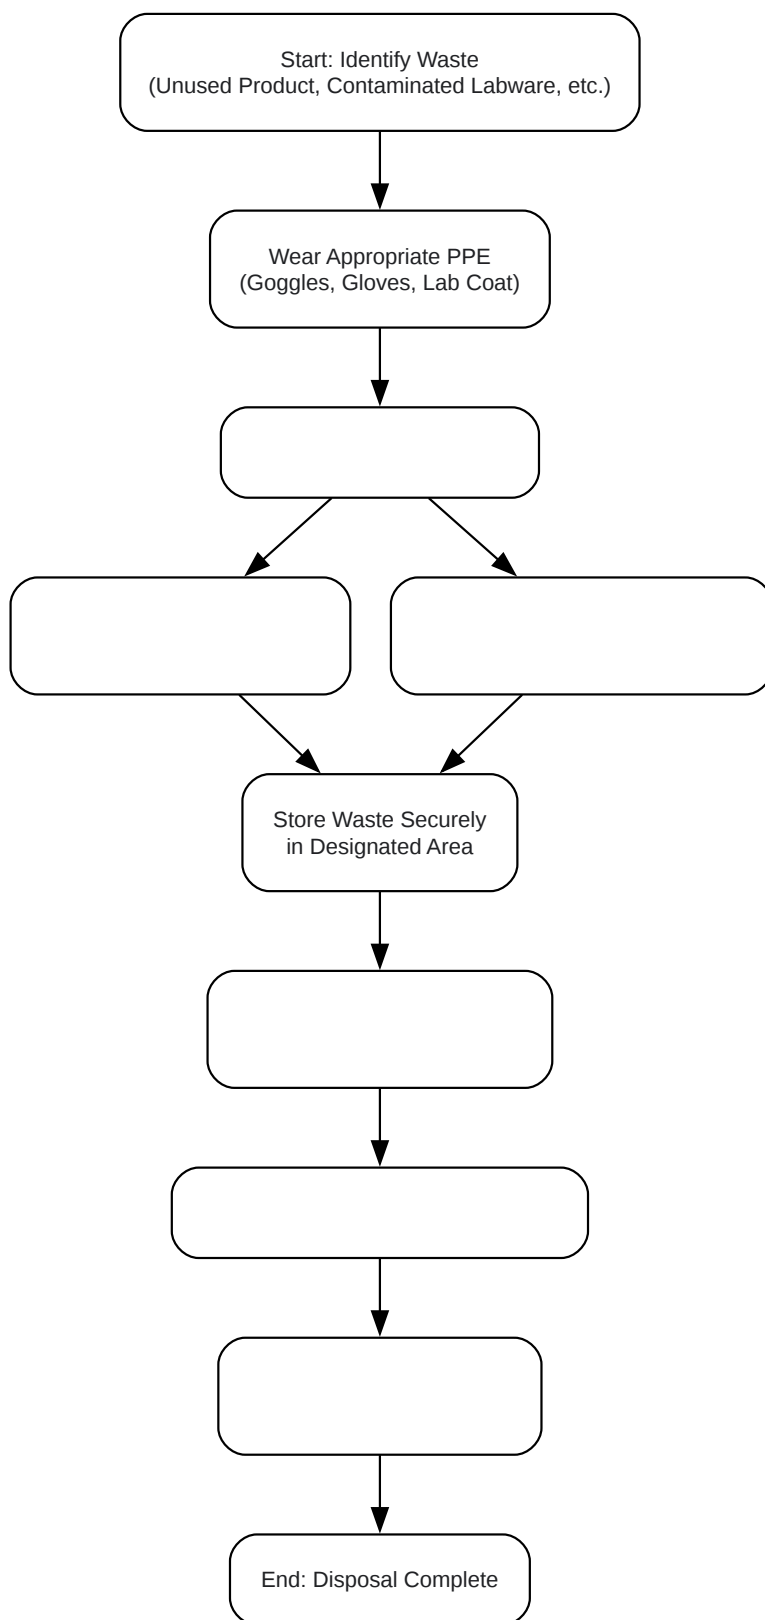 Start: Identify Waste
(Unused Product, Contaminated Labware, etc.)
Wear Appropriate PPE
(Goggles, Gloves, Lab Coat)
Store Waste Securely
in Designated Area
End: Disposal Complete